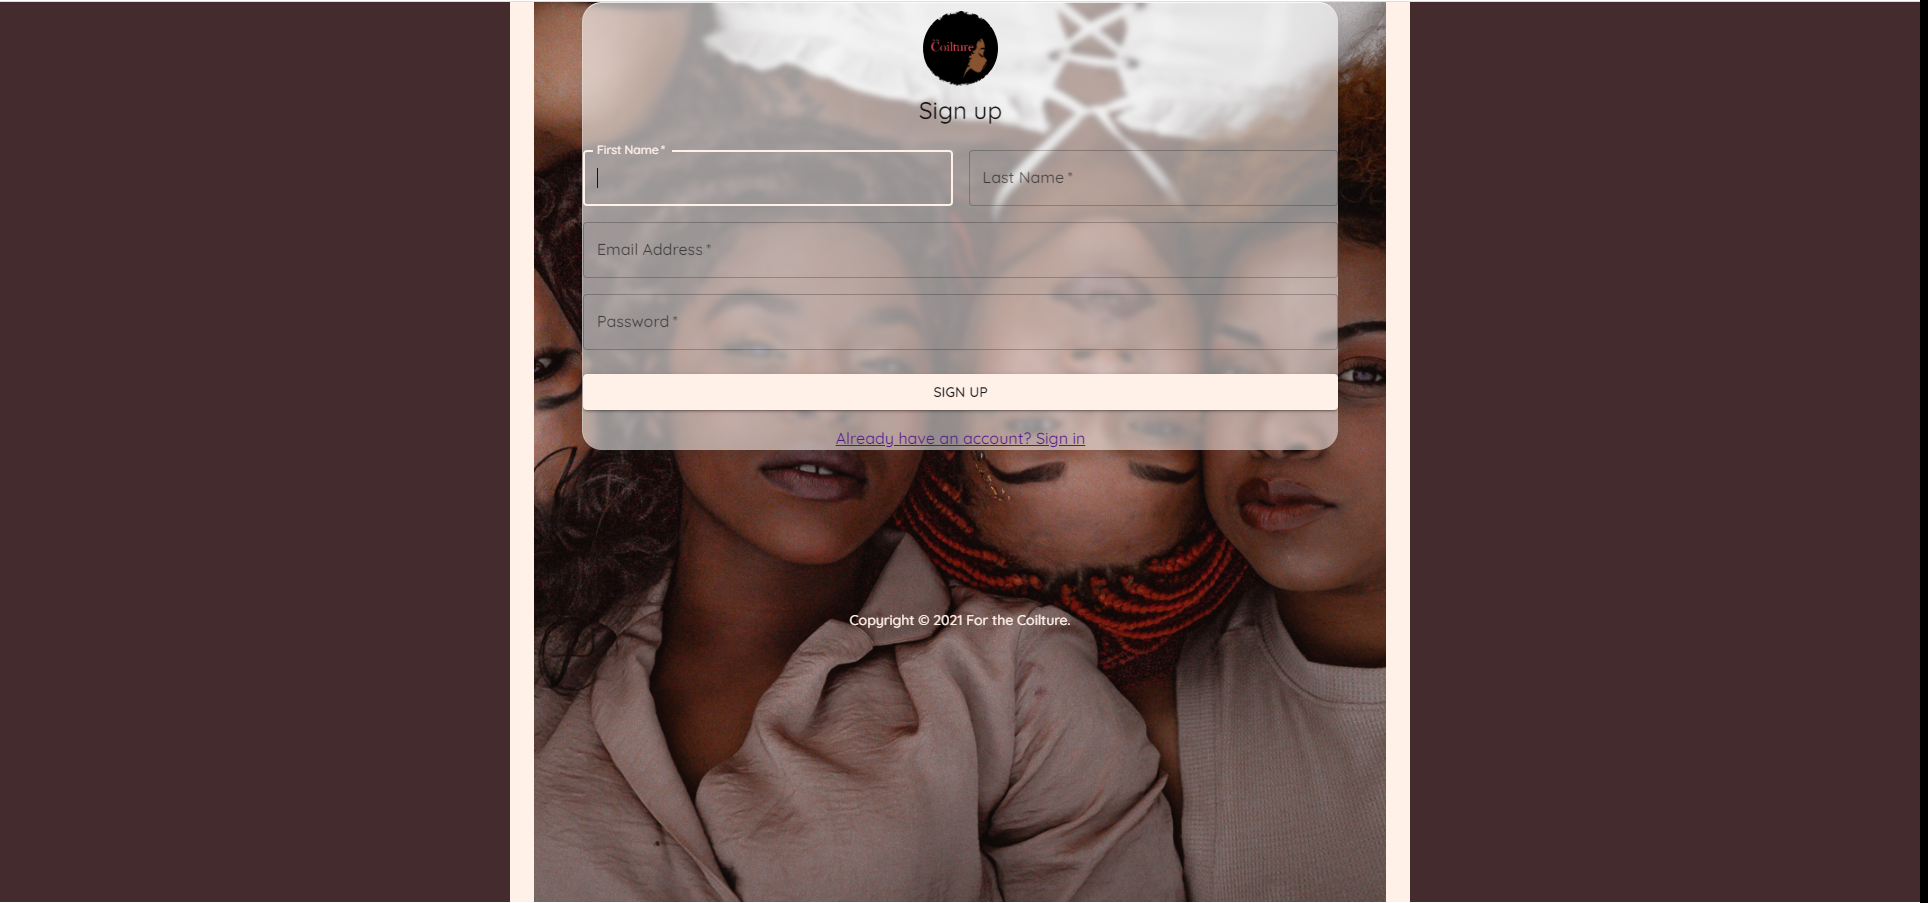 Coilture
Sign up
First Name *
Last Name *
Email Address *
Password *
SIGN UP
Already have an account? Sign in
Copyright © 2021 For the Coilture.